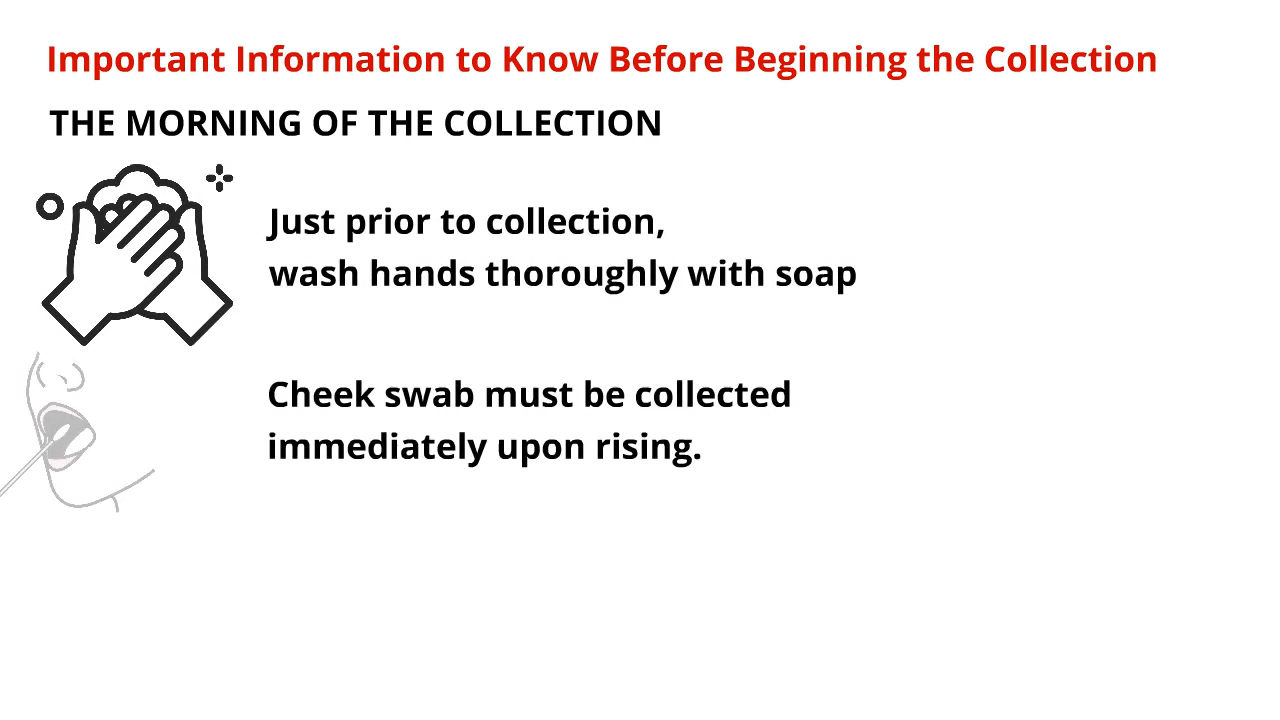 Important Information to Know Before Beginning the Collection
THE MORNING OF THE COLLECTION
Just prior to collection,
wash hands thoroughly with soap
Cheek swab must be collected
immediately upon rising.